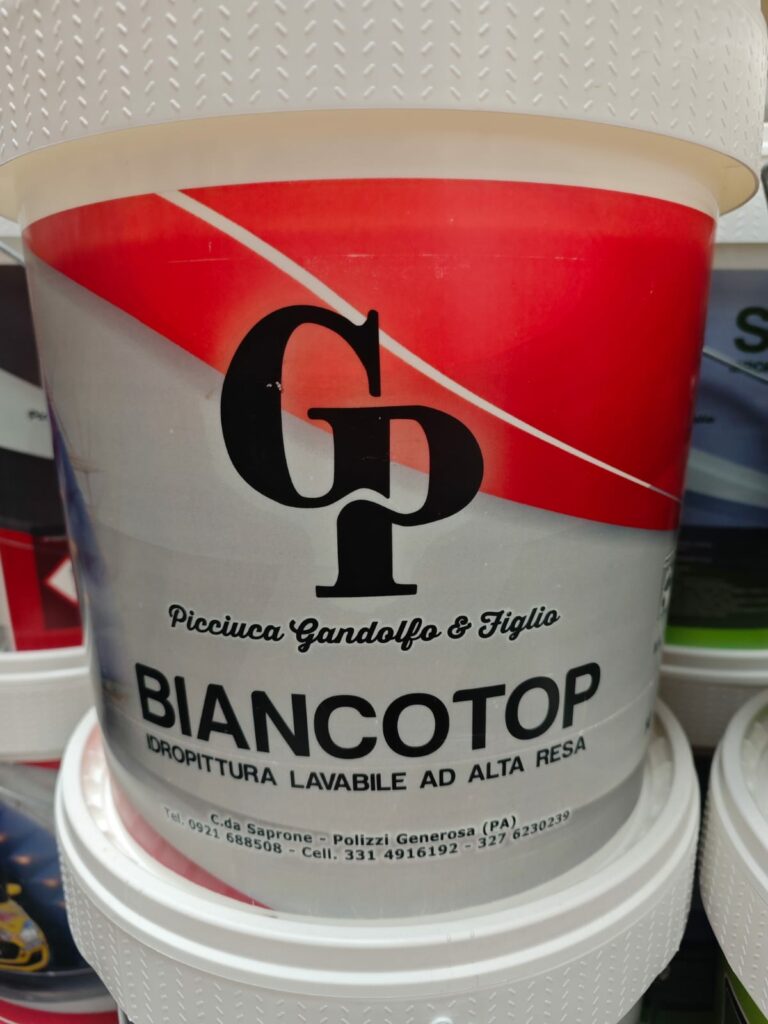 GP
Picciuca Gandolfo & Figlio
BIANCOTOP
IDROPITTURA LAVABILE AD ALTA RESA
C.da Saprone - Polizzi Generosa (PA)
Tel. 0921 688508 - Cell. 331 4916192 - 327 6230239
S